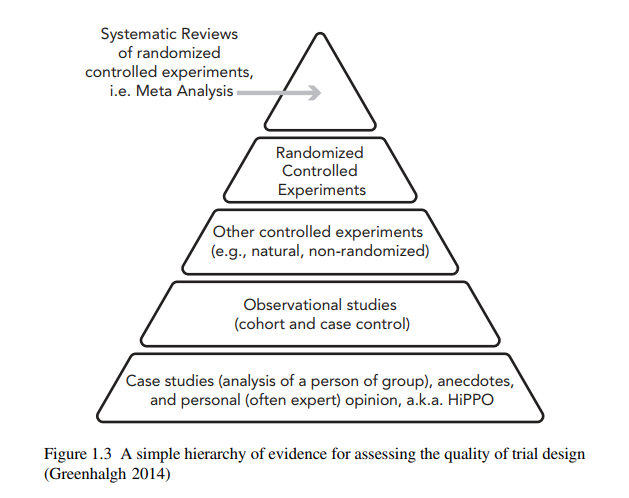 Systematic Reviews
of randomized
controlled experiments,
i.e. Meta Analysis
Randomized
Controlled
Experiments
Other controlled experiments
(e.g., natural, non-randomized)
Observational studies
(cohort and case control)
Case studies (analysis of a person of group), anecdotes,
and personal (often expert) opinion, a.k.a. HiPPO
Figure 1.3 A simple hierarchy of evidence for assessing the quality of trial design
(Greenhalgh 2014)